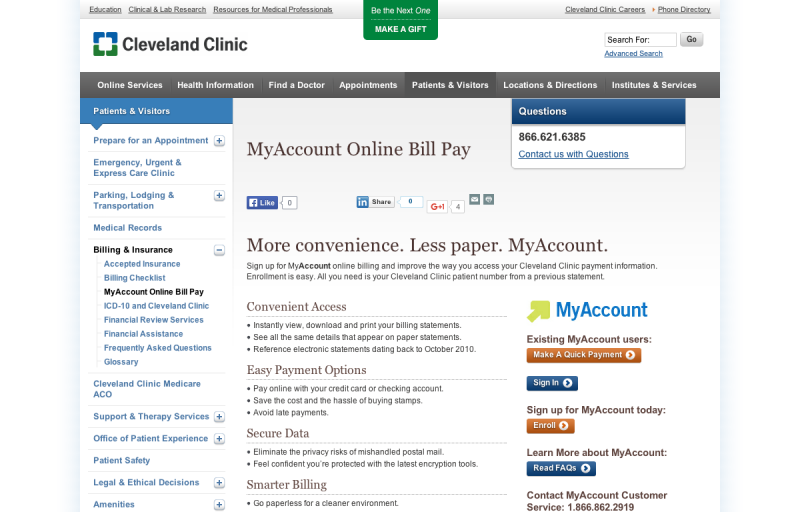 Education Clinical & Lab Research Resources for Medical Professionals
Be the Next One
MAKE A GIFT
Cleveland Clinic Careers Phone Directory
Cleveland Clinic
Search For: Go
Advanced Search
Online Services Health Information Find a Doctor Appointments Patients & Visitors Locations & Directions Institutes & Services
Patients & Visitors
Prepare for an Appointment
Emergency, Urgent &
Express Care Clinic
Parking, Lodging &
Transportation
Medical Records
Billing & Insurance
Accepted Insurance
Billing Checklist
MyAccount Online Bill Pay
ICD-10 and Cleveland Clinic
Financial Review Services
Financial Assistance
Frequently Asked Questions
Glossary
Cleveland Clinic Medicare
ACO
Support & Therapy Services
Office of Patient Experience
Patient Safety
Legal & Ethical Decisions
Amenities
MyAccount Online Bill Pay
Questions
866.621.6385
Contact us with Questions
Like 0 Share 0 G+1 4
More convenience. Less paper. MyAccount.
Sign up for MyAccount online billing and improve the way you access your Cleveland Clinic payment information.
Enrollment is easy. All you need is your Cleveland Clinic patient number from a previous statement.
Convenient Access
• Instantly view, download and print your billing statements.
• See all the same details that appear on paper statements.
• Reference electronic statements dating back to October 2010.
Easy Payment Options
• Pay online with your credit card or checking account.
• Save the cost and the hassle of buying stamps.
• Avoid late payments.
Secure Data
• Eliminate the privacy risks of mishandled postal mail.
• Feel confident you're protected with the latest encryption tools.
Smarter Billing
• Go paperless for a cleaner environment.
MyAccount
Existing MyAccount users:
Make A Quick Payment
Sign In
Sign up for MyAccount today:
Enroll
Learn More about MyAccount:
Read FAQs
Contact MyAccount Customer
Service: 1.866.862.2919